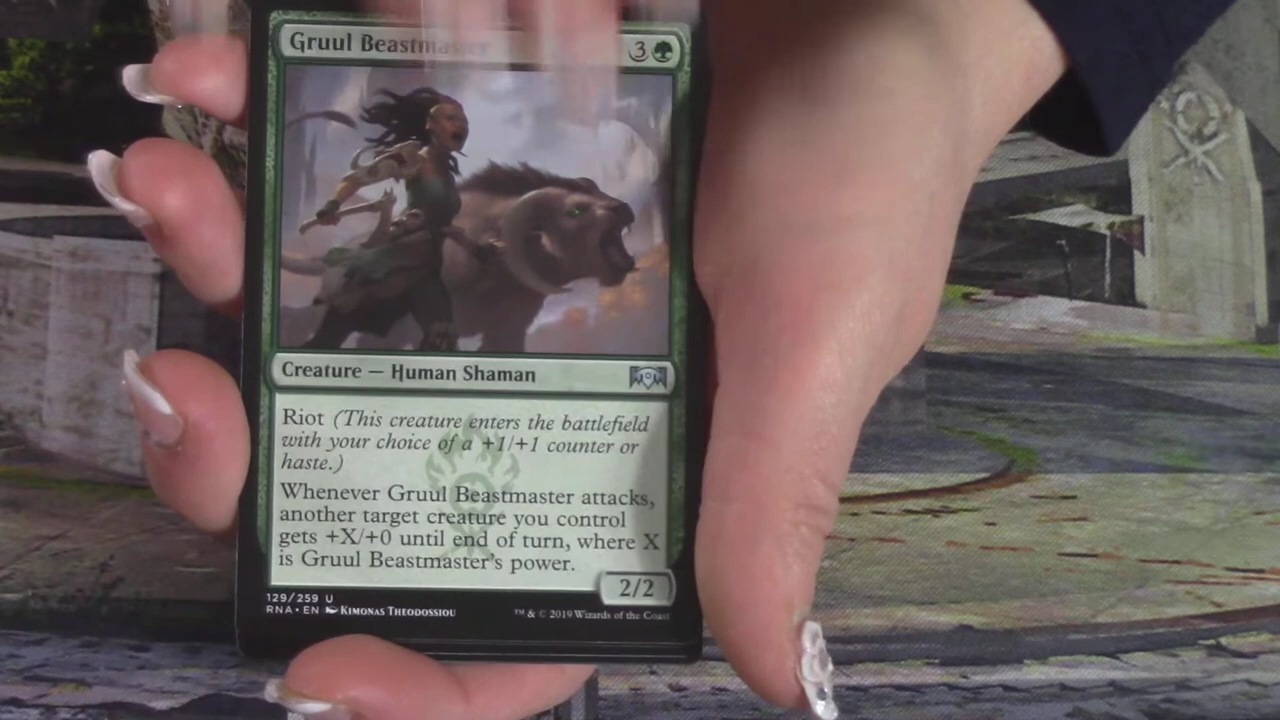 Gruul Beastmaster 3
Creature — Human Shaman
Riot (This creature enters the battlefield
with your choice of a +1/+1 counter or
haste.)
Whenever Gruul Beastmaster attacks,
another target creature you control
gets +X/+0 until end of turn, where X
is Gruul Beastmaster's power.
2/2
129/259 U
RNA • EN KIMONAS THEODOSSIOU
™ & © 2019 Wizards of the Coast